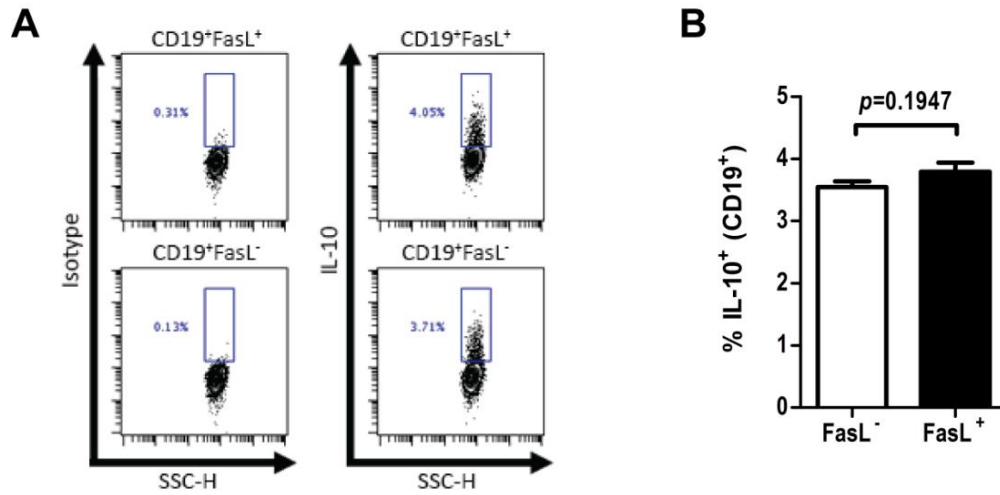 A
CD19⁺FasL⁺
0.31%
CD19⁺FasL⁻
0.13%
Isotype
SSC-H
CD19⁺FasL⁺
4.05%
CD19⁺FasL⁻
3.71%
IL-10
SSC-H
B
p=0.1947
% IL-10⁺ (CD19⁺)
5
4
3
2
1
0
FasL⁻
FasL⁺